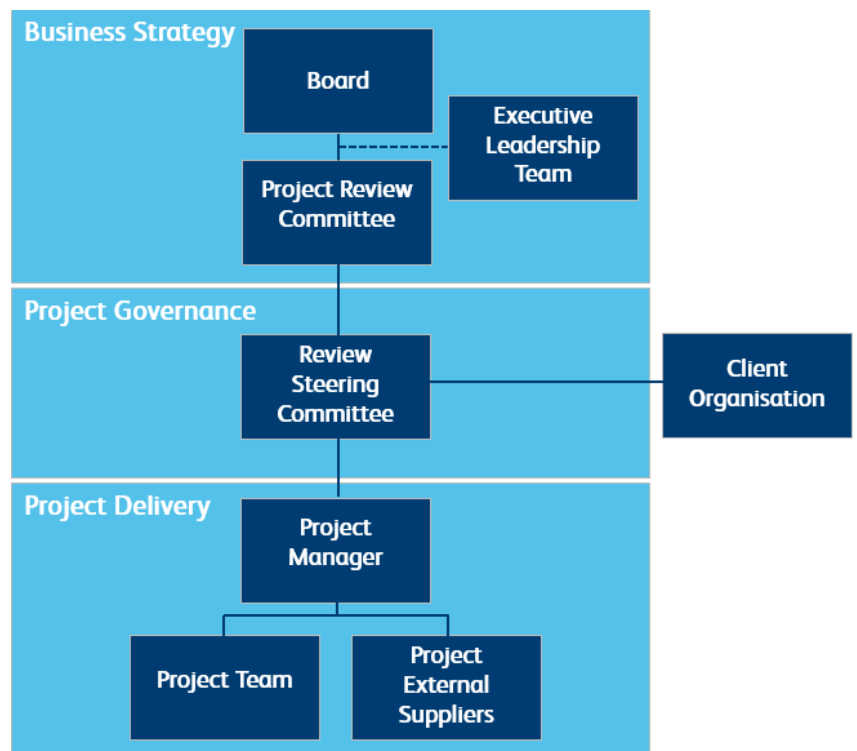 Business Strategy
Board
Executive
Leadership
Team
Project Review
Committee
Project Governance
Review
Steering
Committee
Client
Organisation
Project Delivery
Project
Manager
Project Team
Project
External
Suppliers